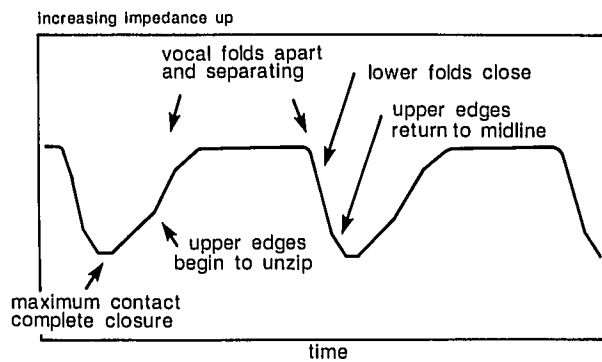 increasing impedance up
vocal folds apart
and separating
lower folds close
upper edges
return to midline
upper edges
begin to unzip
maximum contact
complete closure
time